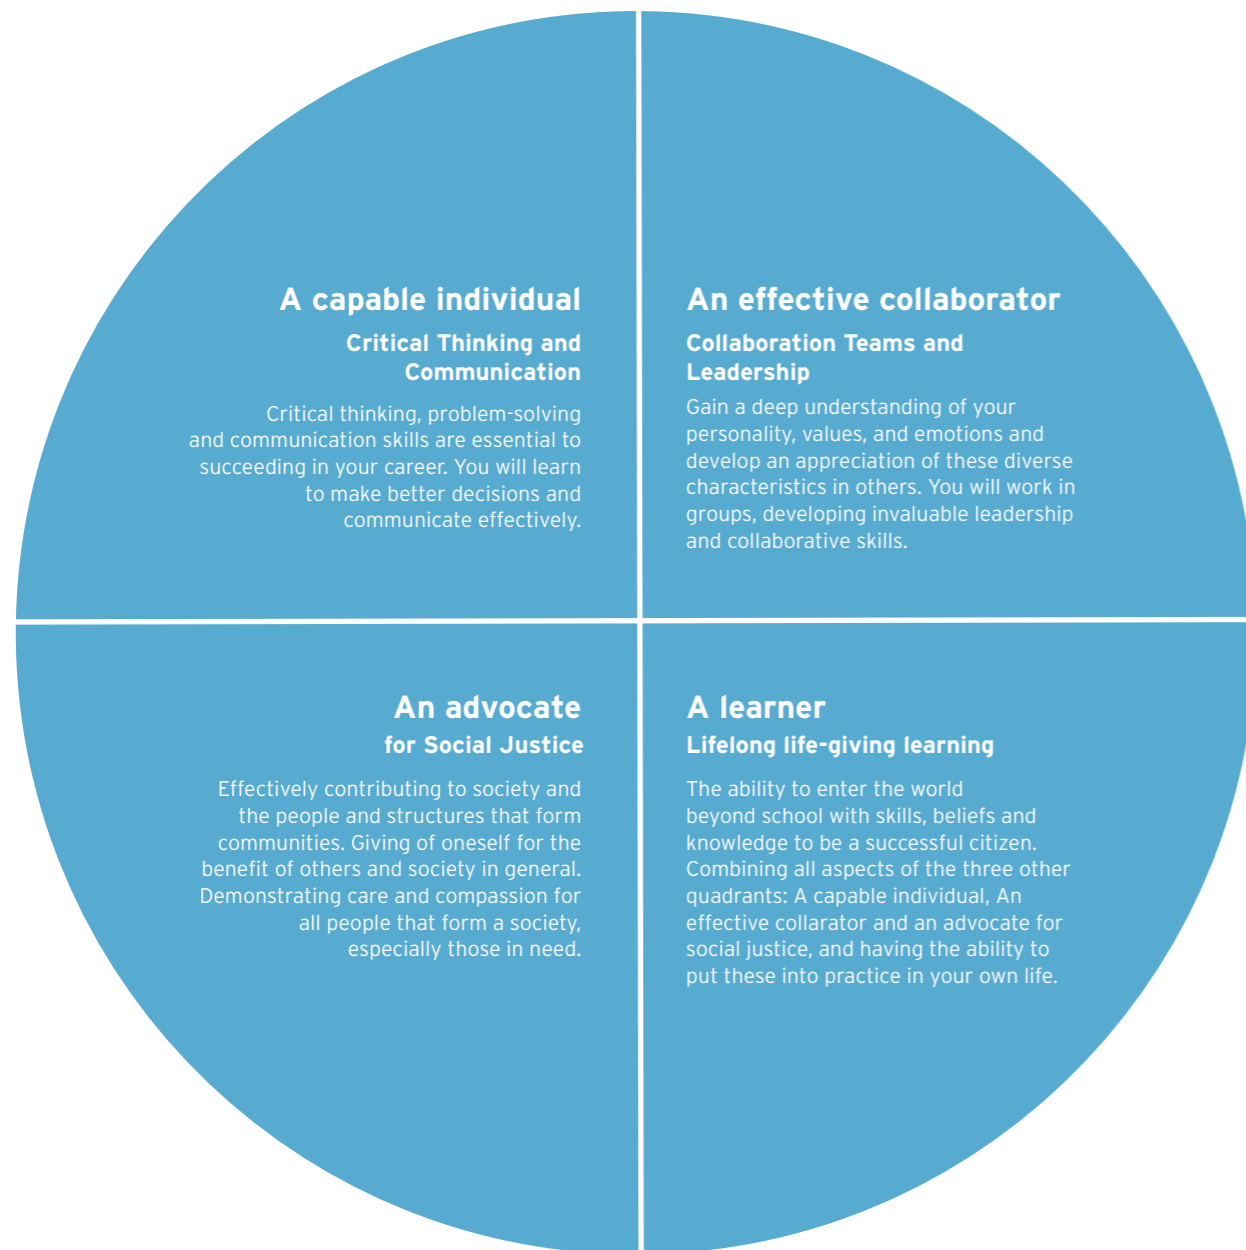 A capable individual
Critical Thinking and
Communication
Critical thinking, problem-solving
and communication skills are essential to
succeeding in your career. You will learn
to make better decisions and
communicate effectively.
An effective collaborator
Collaboration Teams and
Leadership
Gain a deep understanding of your
personality, values, and emotions and
develop an appreciation of these diverse
characteristics in others. You will work in
groups, developing invaluable leadership
and collaborative skills.
An advocate
for Social Justice
Effectively contributing to society and
the people and structures that form
communities. Giving of oneself for the
benefit of others and society in general.
Demonstrating care and compassion for
all people that form a society,
especially those in need.
A learner
Lifelong life-giving learning
The ability to enter the world
beyond school with skills, beliefs and
knowledge to be a successful citizen.
Combining all aspects of the three other
quadrants: A capable individual, An
effective collarator and an advocate for
social justice, and having the ability to
put these into practice in your own life.